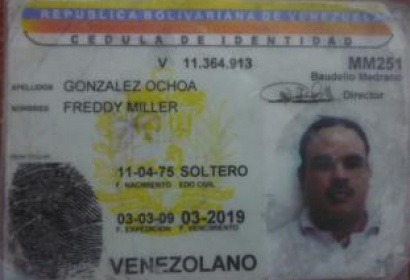 REPUBLICA BOLIVARIANA DE VENEZUELA
CEDULA DE IDENTIDAD
V 11.364.913
MM251
Baudelio Medrano
Director
APELLIDOS GONZALEZ OCHOA
NOMBRES FREDDY MILLER
11-04-75 SOLTERO
F. NACIMIENTO EDO CIVIL
03-03-09 03-2019
F. EXPEDICION F. VENCIMIENTO
VENEZOLANO